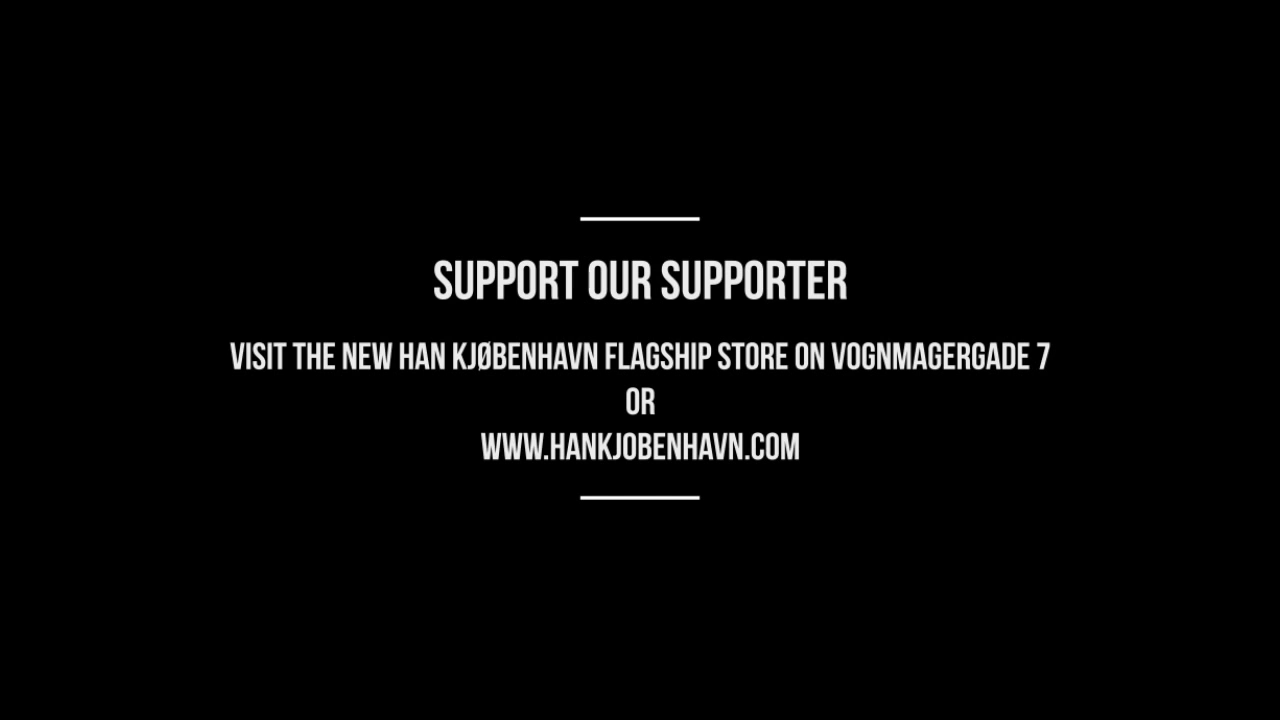 SUPPORT OUR SUPPORTER
VISIT THE NEW HAN KJØBENHAVN FLAGSHIP STORE ON VOGNMAGERGADE 7
OR
WWW.HANKJOBENHAVN.COM